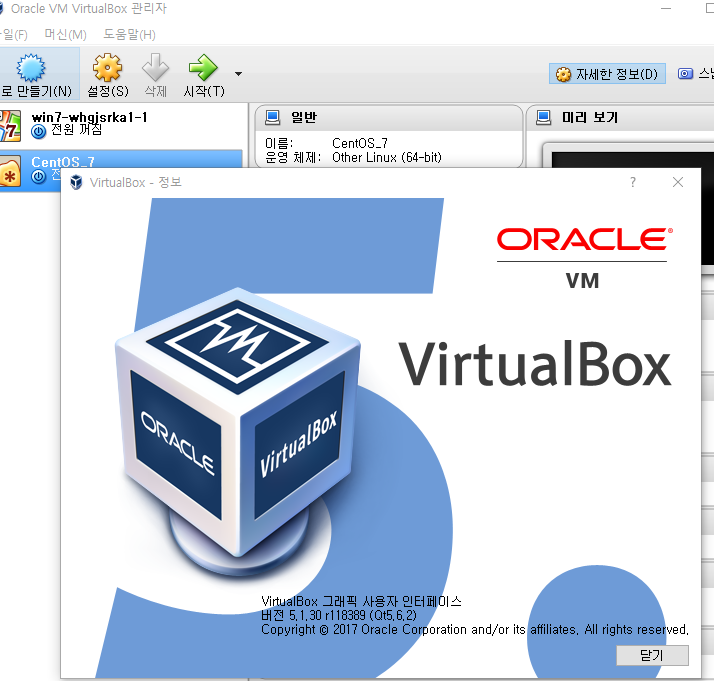 Oracle VM VirtualBox 관리자
일(F) 머신(M) 도움말(H)
로 만들기(N) 설정(S) 삭제 시작(T) 자세한 정보(D)
win7-whgjsrka1-1
전원 꺼짐
CentOS_7
일반
이름: CentOS_7
운영 체제: Other Linux (64-bit)
미리 보기
VirtualBox - 정보
?
ORACLE
VM
VirtualBox
ORACLE
VirtualBox
5.
VirtualBox 그래픽 사용자 인터페이스
버전 5.1.30 r118389 (Qt5.6.2)
Copyright © 2017 Oracle Corporation and/or its affiliates. All rights reserved.
닫기